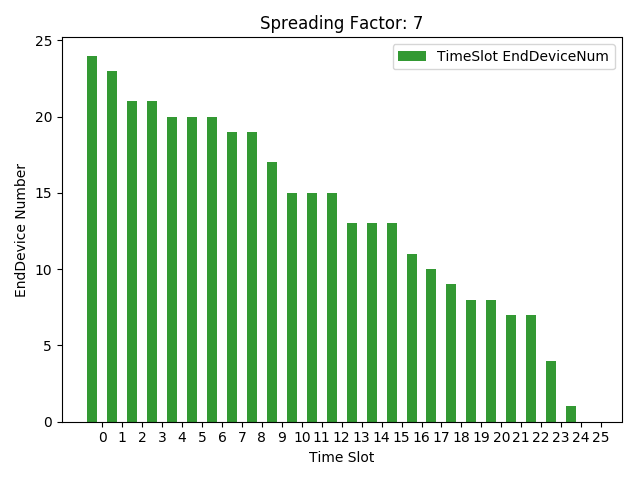 Spreading Factor: 7
TimeSlot EndDeviceNum
25
20
15
10
5
0
EndDevice Number
0 1 2 3 4 5 6 7 8 9 10 11 12 13 14 15 16 17 18 19 20 21 22 23 24 25
Time Slot